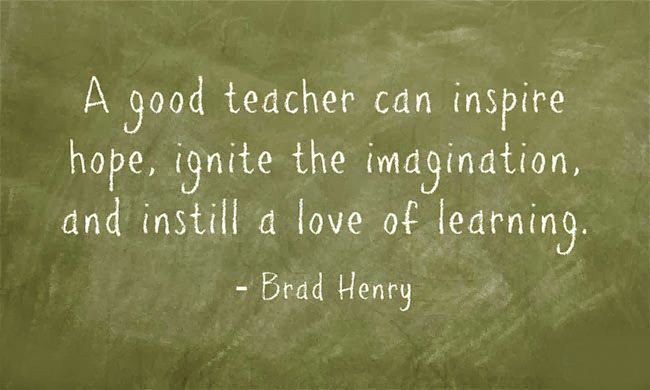 A good teacher can inspire
hope, ignite the imagination,
and instill a love of learning.
- Brad Henry